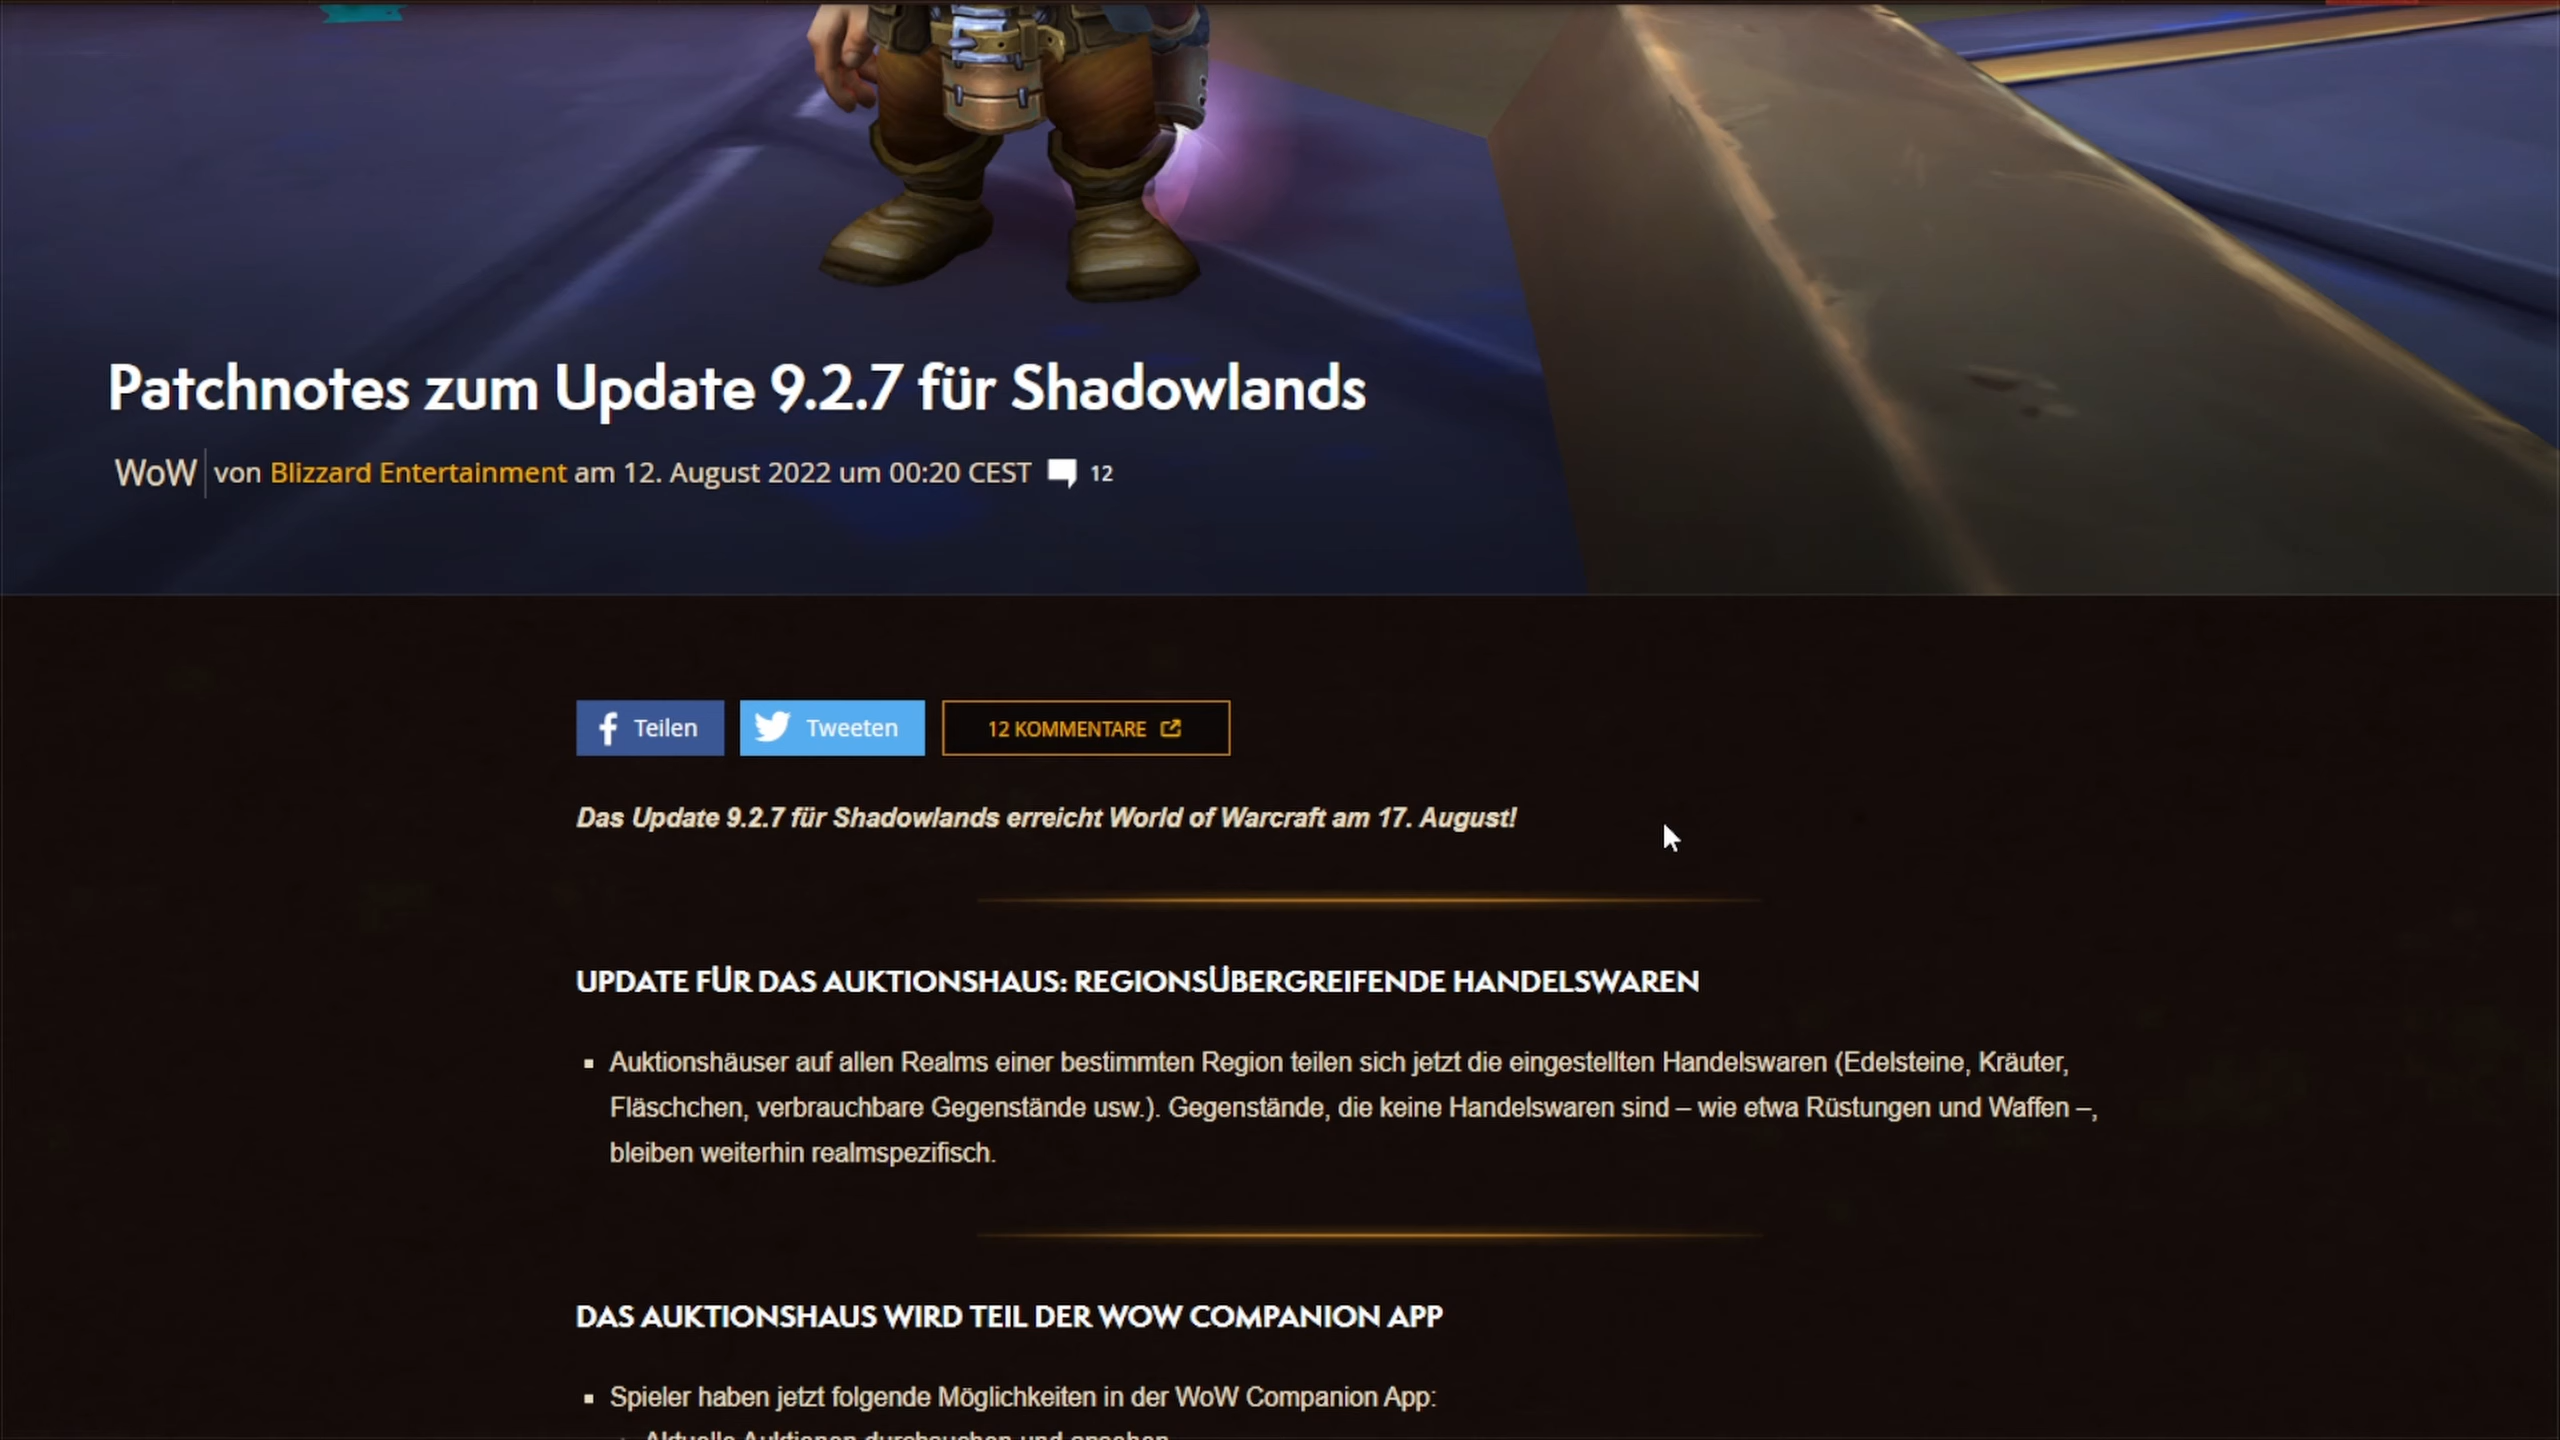 Patchnotes zum Update 9.2.7 für Shadowlands
WoW von Blizzard Entertainment am 12. August 2022 um 00:20 CEST 12
Teilen Tweeten 12 KOMMENTARE
Das Update 9.2.7 für Shadowlands erreicht World of Warcraft am 17. August!
UPDATE FÜR DAS AUKTIONSHAUS: REGIONSÜBERGREIFENDE HANDELSWAREN
▪ Auktionshäuser auf allen Realms einer bestimmten Region teilen sich jetzt die eingestellten Handelswaren (Edelsteine, Kräuter,
Fläschchen, verbrauchbare Gegenstände usw.). Gegenstände, die keine Handelswaren sind – wie etwa Rüstungen und Waffen –,
bleiben weiterhin realmspezifisch.
DAS AUKTIONSHAUS WIRD TEIL DER WOW COMPANION APP
▪ Spieler haben jetzt folgende Möglichkeiten in der WoW Companion App:
Aktuelle Auktionen durchsuchen und ansehen